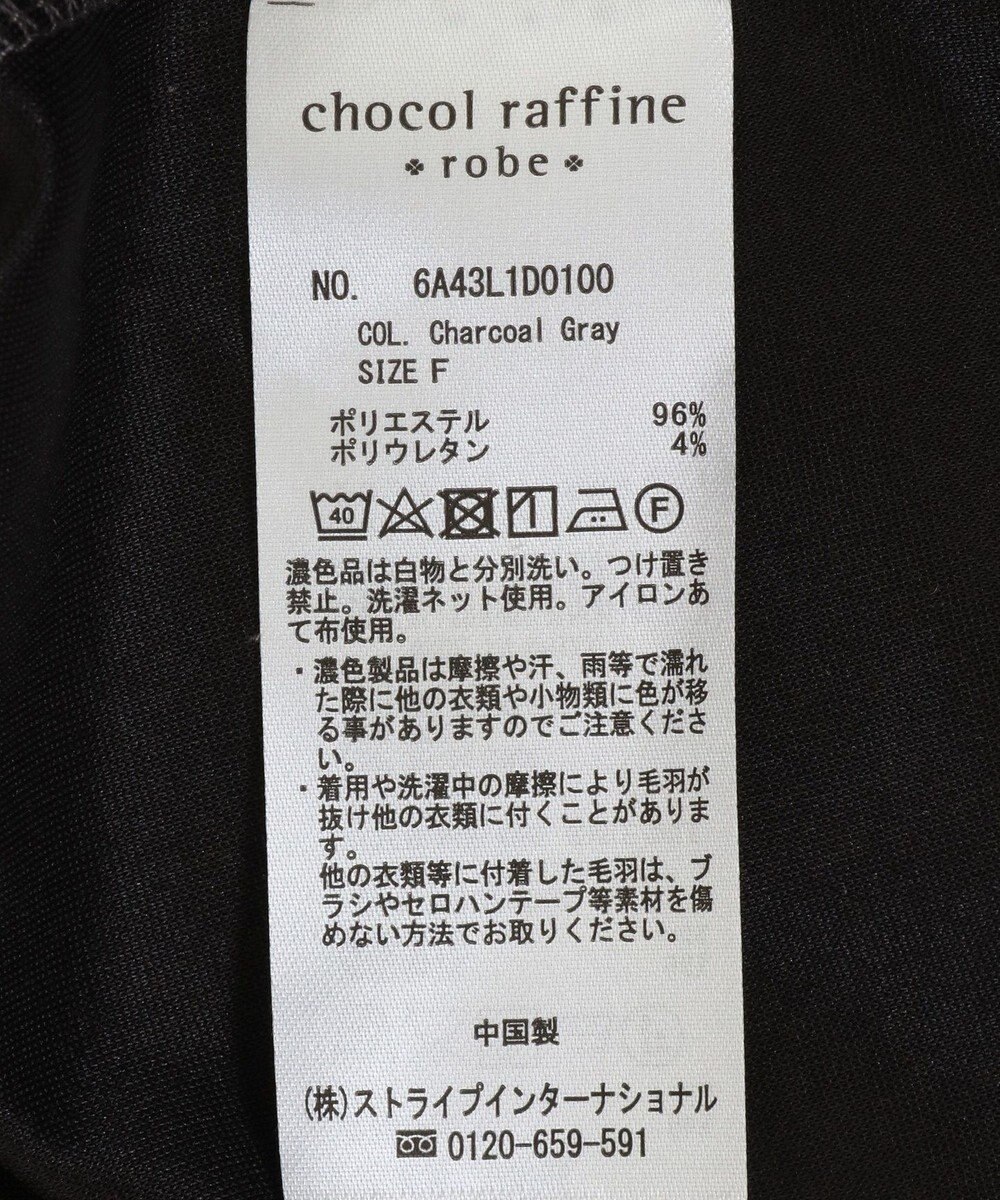 chocol raffine
robe
NO. 6A43L1D0100
COL. Charcoal Gray
SIZE F
ポリエステル 96%
ポリウレタン 4%
40 F
濃色品は白物と分別洗い。つけ置き
禁止。洗濯ネット使用。アイロンあ
て布使用。
・濃色製品は摩擦や汗、雨等で濡れ
た際に他の衣類や小物類に色が移
る事がありますのでご注意くださ
い。
・着用や洗濯中の摩擦により毛羽が
抜け他の衣類に付くことがありま
す。
他の衣類等に付着した毛羽は、ブ
ラシやセロハンテープ等素材を傷
めない方法でお取りください。
中国製
(株)ストライプインターナショナル
0120-659-591